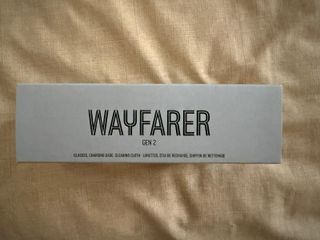 WAYFARER
GEN 2
GLASSES, CHARGING CASE, CLEANING CLOTH · LUNETTES, ÉTUI DE RECHARGE, CHIFFON DE NETTOYAGE